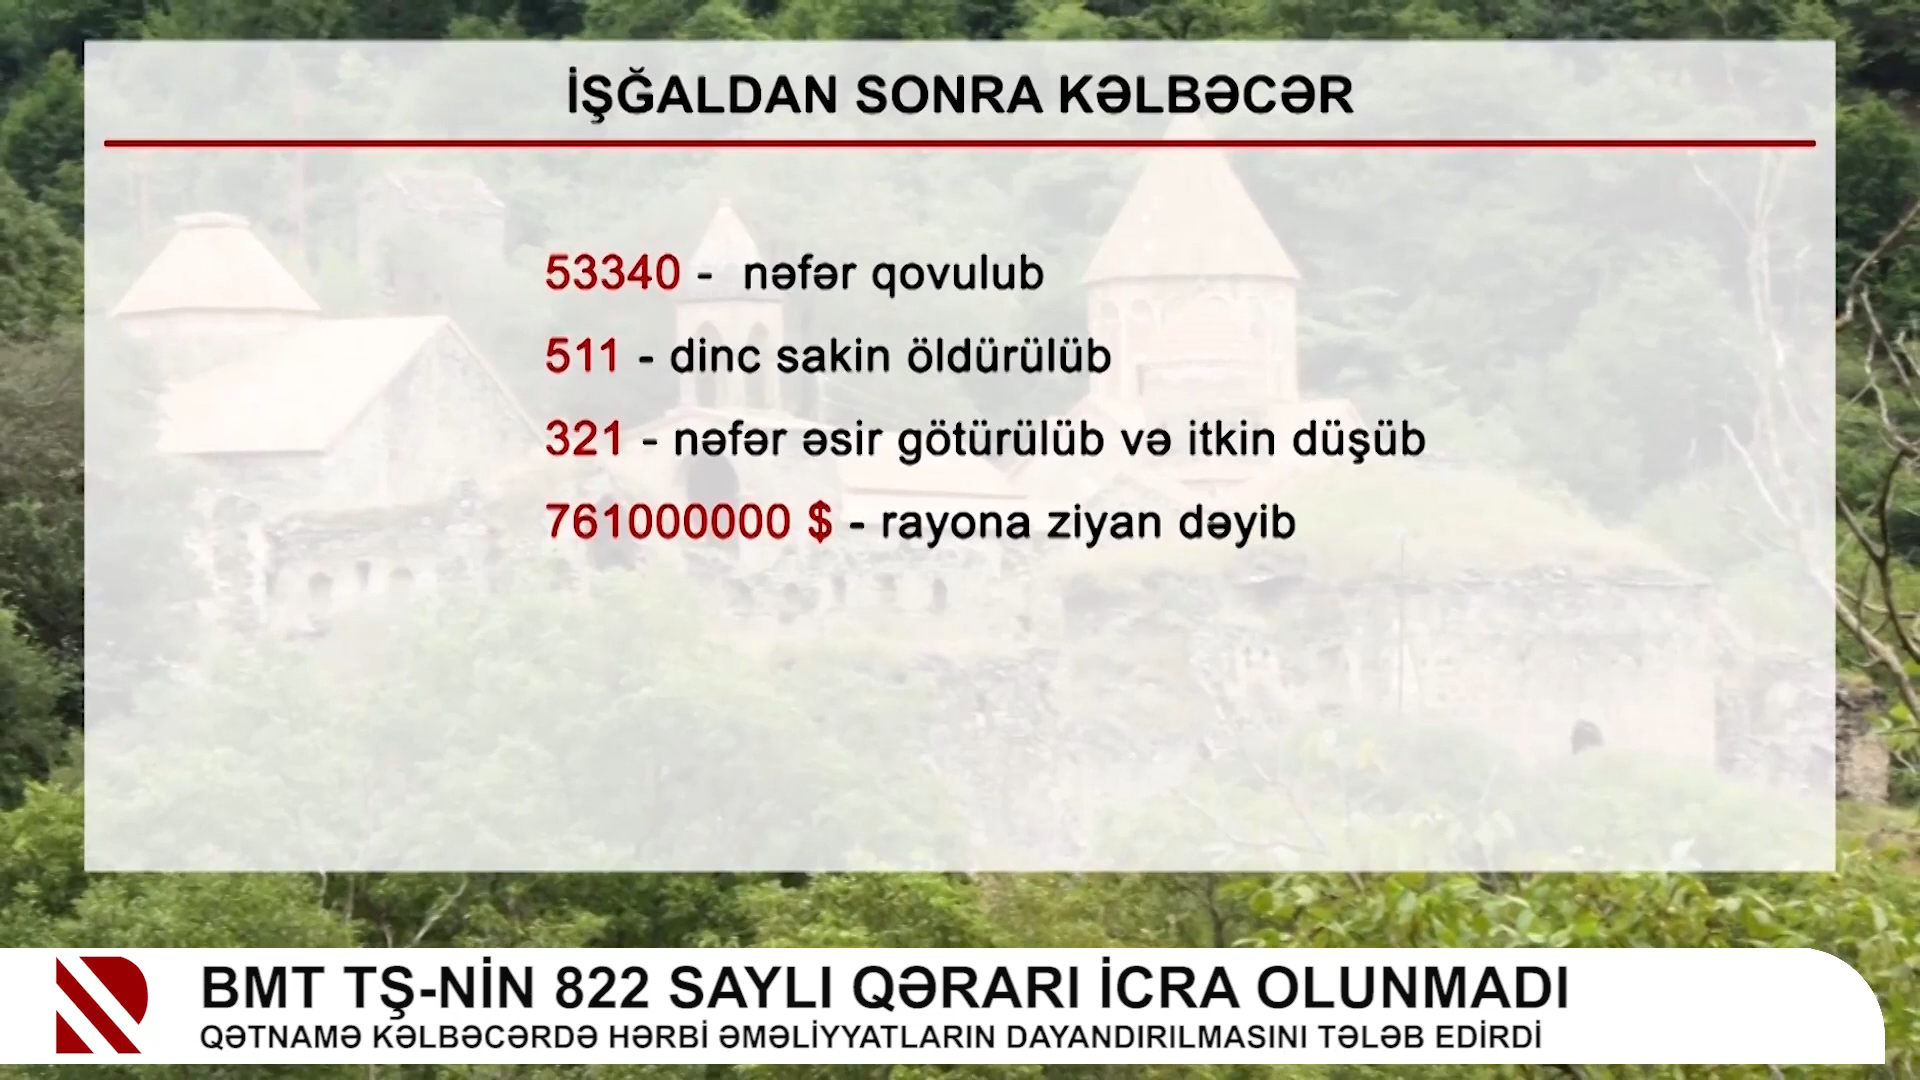 İŞĞALDAN SONRA KƏLBƏCƏR
53340 - nəfər qovulub
511 - dinc sakin öldürülüb
321 - nəfər əsir götürülüb və itkin düşüb
761000000 $ - rayona ziyan dəyib
BMT TŞ-NİN 822 SAYLI QƏRARI İCRA OLUNMADI
QƏTNAMƏ KƏLBƏCƏRDƏ HƏRBİ ƏMƏLİYYATLARIN DAYANDIRILMASINI TƏLƏB EDİRDİ